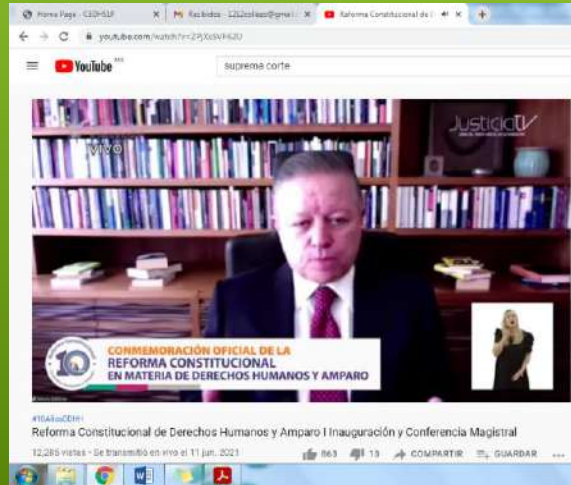 Home Page - CEDHSLP
Reforma Constitucional de
youtube.com/watch?v=
YouTube MX
suprema corte
JusticiaTV
VIVO
10
CONMEMORACIÓN OFICIAL DE LA
REFORMA CONSTITUCIONAL
EN MATERIA DE DERECHOS HUMANOS Y AMPARO
#10AñosDDHH
Reforma Constitucional de Derechos Humanos y Amparo I Inauguración y Conferencia Magistral
12,285 vistas • Se transmitió en vivo el 11 jun. 2021
863 13 COMPARTIR GUARDAR